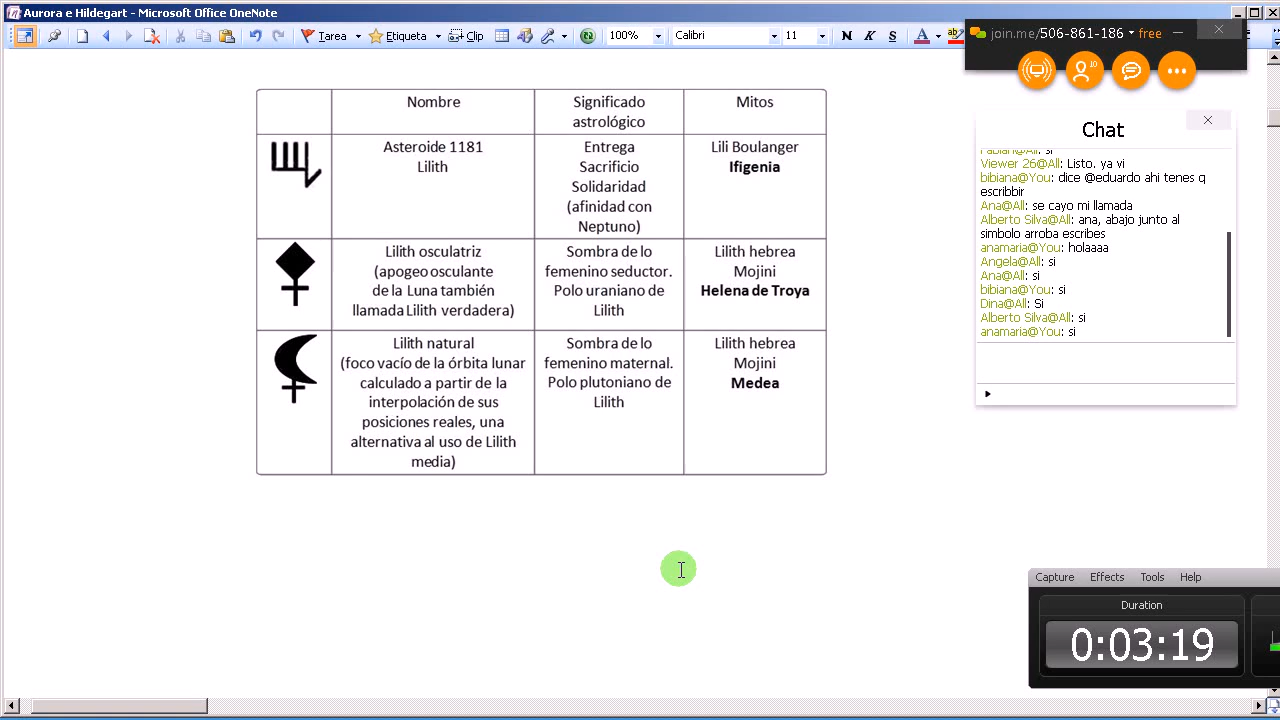 Aurora e Hildegart - Microsoft Office OneNote
Tarea
Etiqueta
Clip
100%
Calibri
11
N K S A
join.me/506-861-186 free
10
Nombre
Significado
astrológico
Mitos
Asteroide 1181
Lilith
Entrega
Sacrificio
Solidaridad
(afinidad con
Neptuno)
Lili Boulanger
Ifigenia
Lilith osculatriz
(apogeo osculante
de la Luna también
llamada Lilith verdadera)
Sombra de lo
femenino seductor.
Polo uraniano de
Lilith
Lilith hebrea
Mojini
Helena de Troya
Lilith natural
(foco vacío de la órbita lunar
calculado a partir de la
interpolación de sus
posiciones reales, una
alternativa al uso de Lilith
media)
Sombra de lo
femenino maternal.
Polo plutoniano de
Lilith
Lilith hebrea
Mojini
Medea
Chat
Fabian@All: si
Viewer 26@All: Listo. ya vi
bibiana@You: dice @eduardo ahi tenes q
escribbir
Ana@All: se cayo mi llamada
Alberto Silva@All: ana, abajo junto al
simbolo arroba escribes
anamaria@You: holaaaa
Angela@All: si
Ana@All: si
bibiana@You: si
Dina@All: Si
Alberto Silva@All: si
anamaria@You: si
Capture Effects Tools Help
Duration
0:03:19